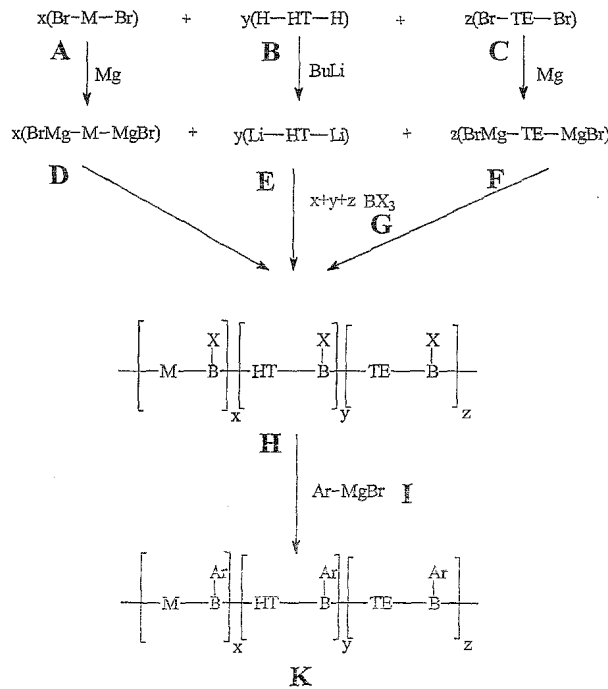 x(Br-M-Br) + y(H-HT-H) + z(Br-TE-Br)
A B C
Mg BuLi Mg
x(BrMg-M-MgBr) + y(Li-HT-Li) + z(BrMg-TE-MgBr)
D E F
x+y+z BX3
G
X X X
M B HT B TE B
x y z
H
Ar-MgBr I
Ar Ar Ar
M B HT B TE B
x y z
K